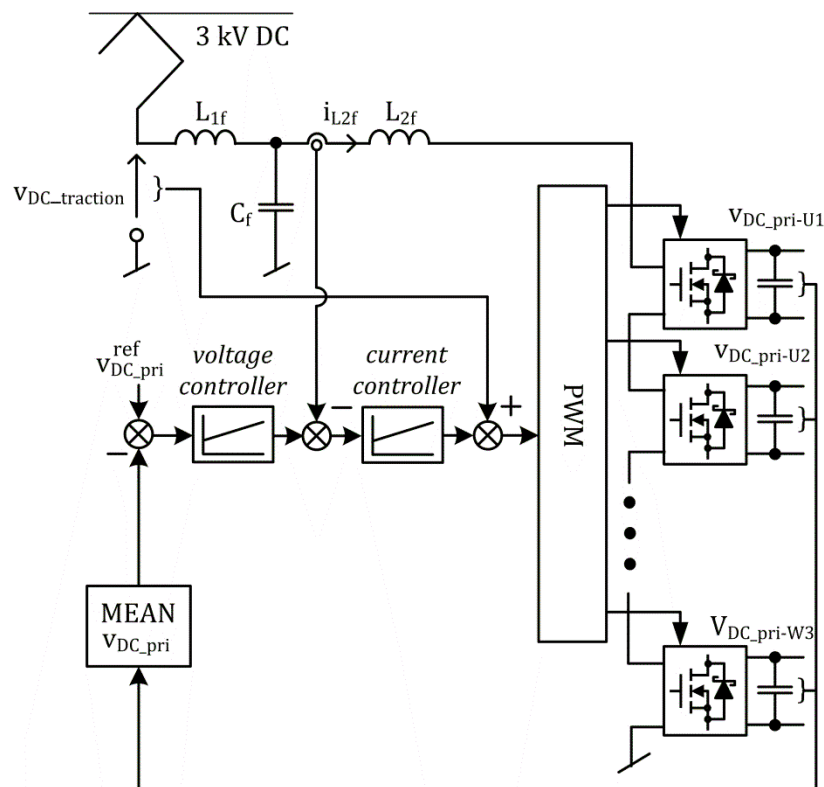 3 kV DC
L1f
iL2f
L2f
vDC_traction
Cf
vDC_pri-U1
vDC_pri-U2
ref
vDC_pri
voltage
controller
current
controller
−
+
−
PWM
MEAN
vDC_pri
VDC_pri-W3